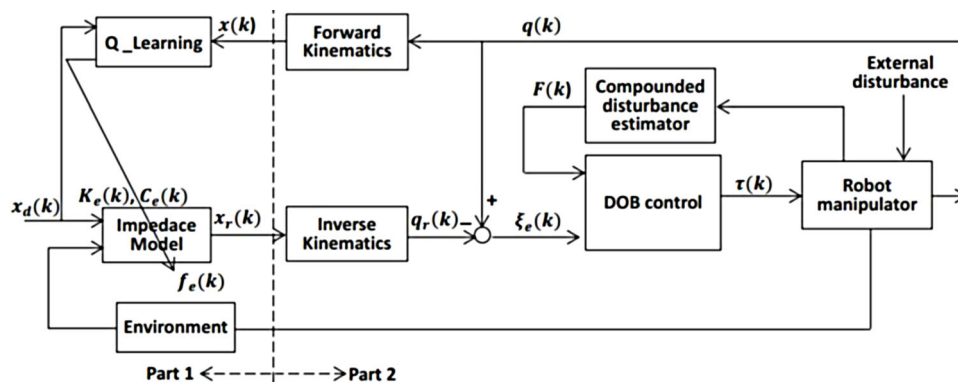 x(k)
q(k)
Q_Learning
Forward
Kinematics
External
disturbance
F(k)
Compounded
disturbance
estimator
K_e(k), C_e(k)
x_d(k)
Impedace
Model
x_r(k)
Inverse
Kinematics
q_r(k)
−
+
ξ_e(k)
DOB control
τ(k)
Robot
manipulator
f_e(k)
Environment
Part 1
Part 2